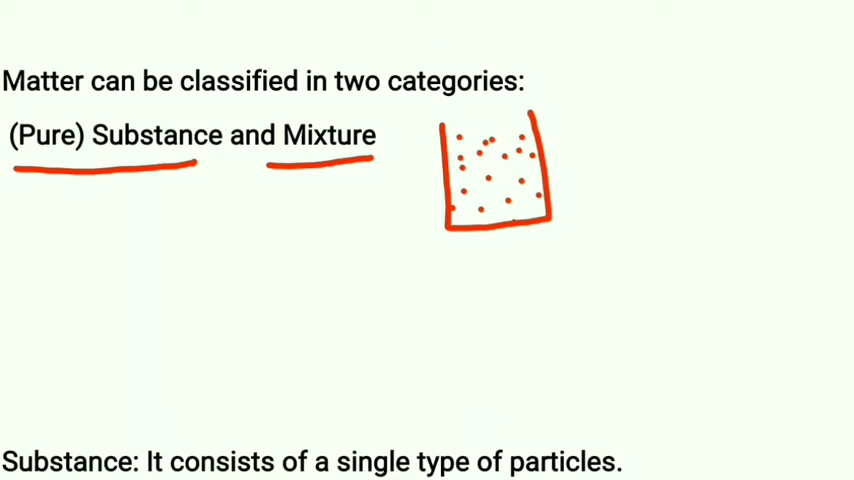 Matter can be classified in two categories:
(Pure) Substance and Mixture
Substance: It consists of a single type of particles.